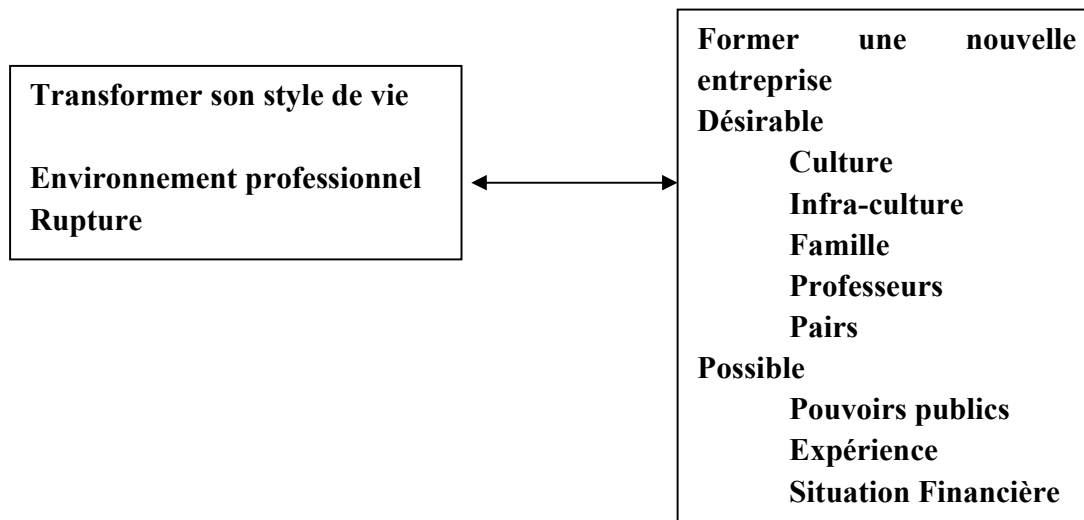 Transformer son style de vie
Environnement professionnel
Rupture
Former une nouvelle
entreprise
Désirable
Culture
Infra-culture
Famille
Professeurs
Pairs
Possible
Pouvoirs publics
Expérience
Situation Financière